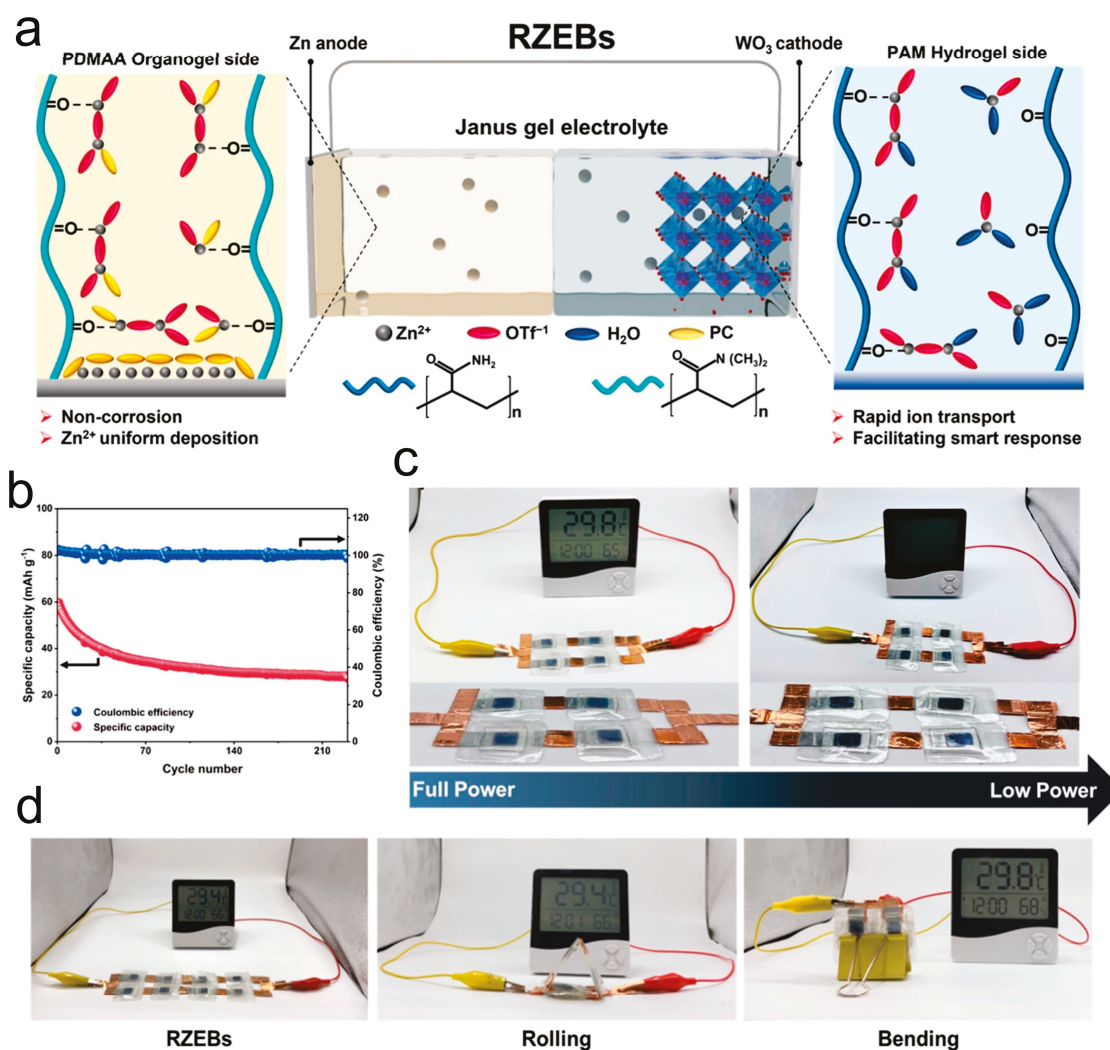 a
RZEBs
Zn anode
WO3 cathode
PDMAA Organogel side
PAM Hydrogel side
Janus gel electrolyte
Zn2+
OTf−1
H2O
PC
O
NH2
n
O
N (CH3)2
n
Non-corrosion
Zn2+ uniform deposition
Rapid ion transport
Facilitating smart response
b
Specific capacity (mAh g-1)
Coulombic efficiency (%)
100
80
60
40
20
0
120
100
80
60
40
20
0
Coulombic efficiency
Specific capacity
0
70
140
210
Cycle number
c
29.8
12:00 65
Full Power
Low Power
d
29.4
12:00 66
29.4
12:01 66
29.8
12:00 68
RZEBs
Rolling
Bending